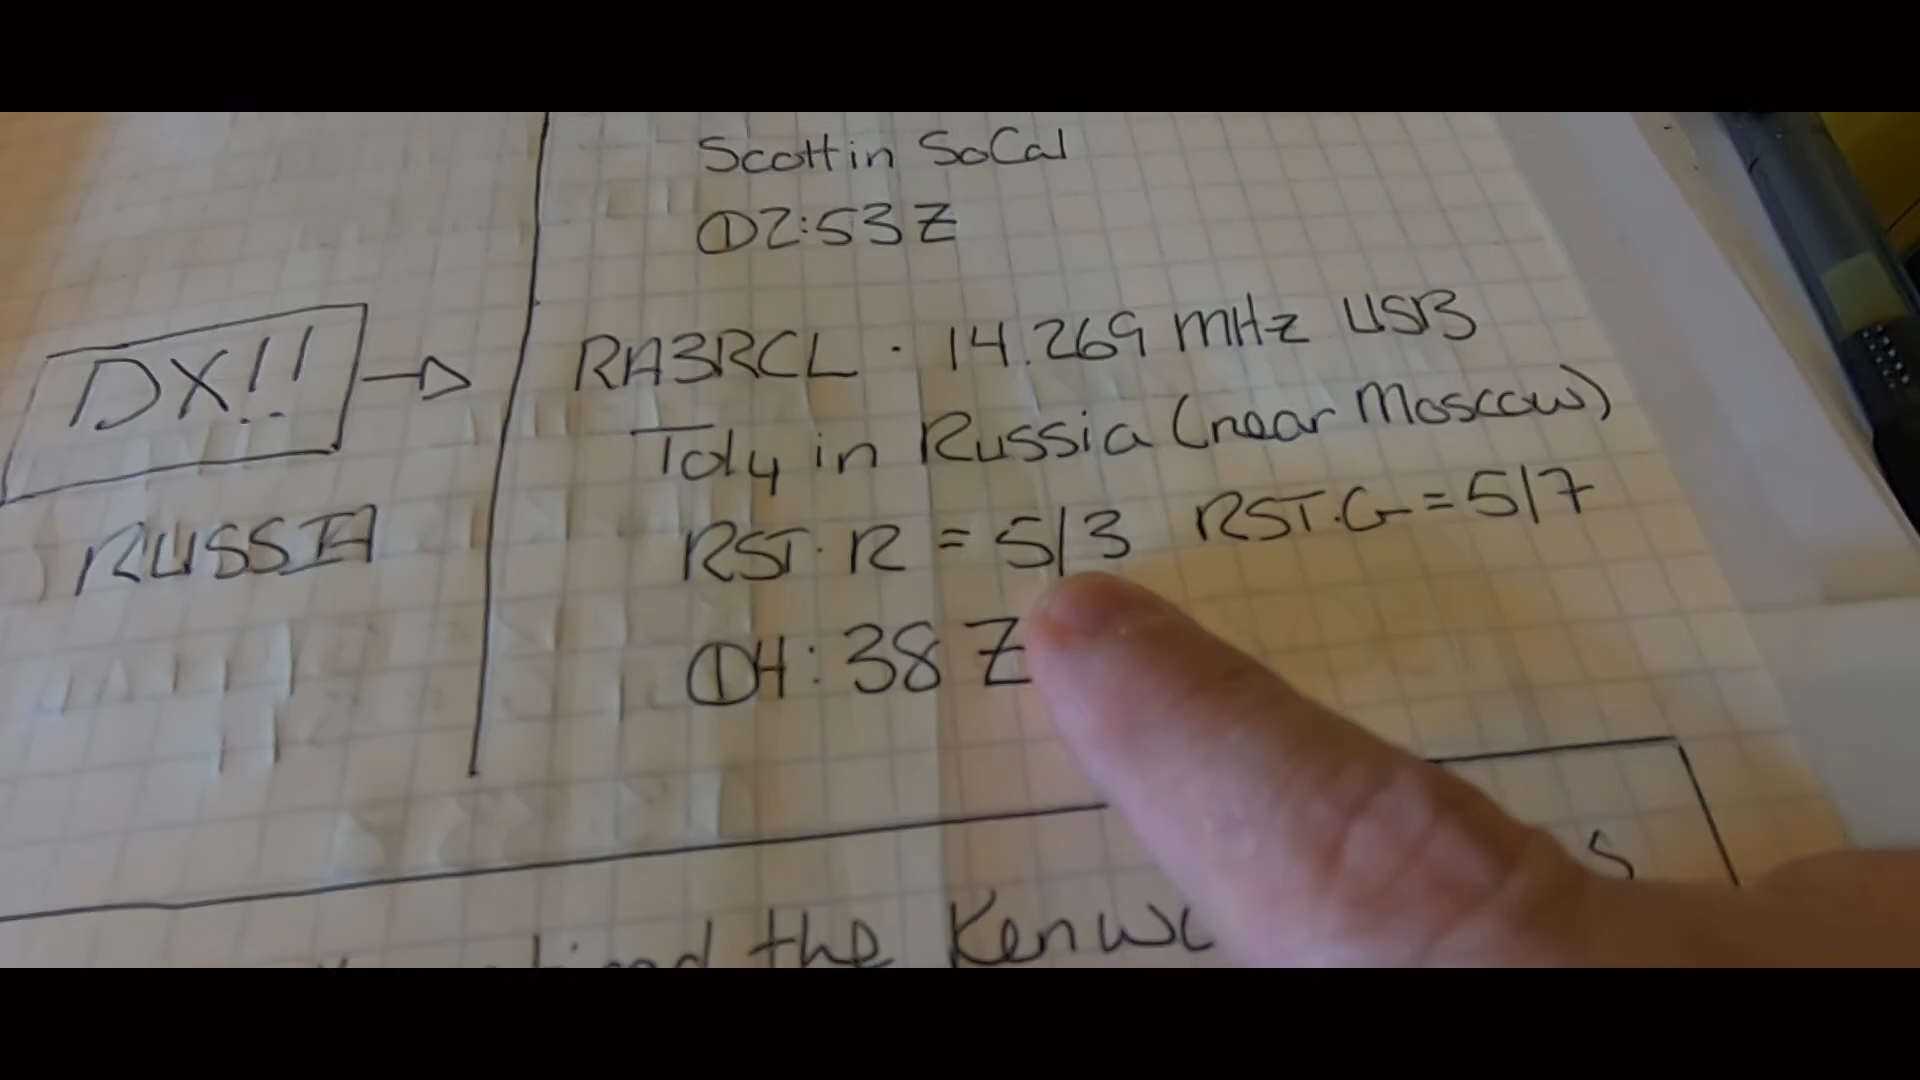 Scott in SoCal
02:53 Z
DX!!
RUSSIA
RA3RCL · 14.269 mHz USB
Toly in Russia (near Moscow)
RST. R = 5/3 RST.G = 5/7
04:38 Z
the